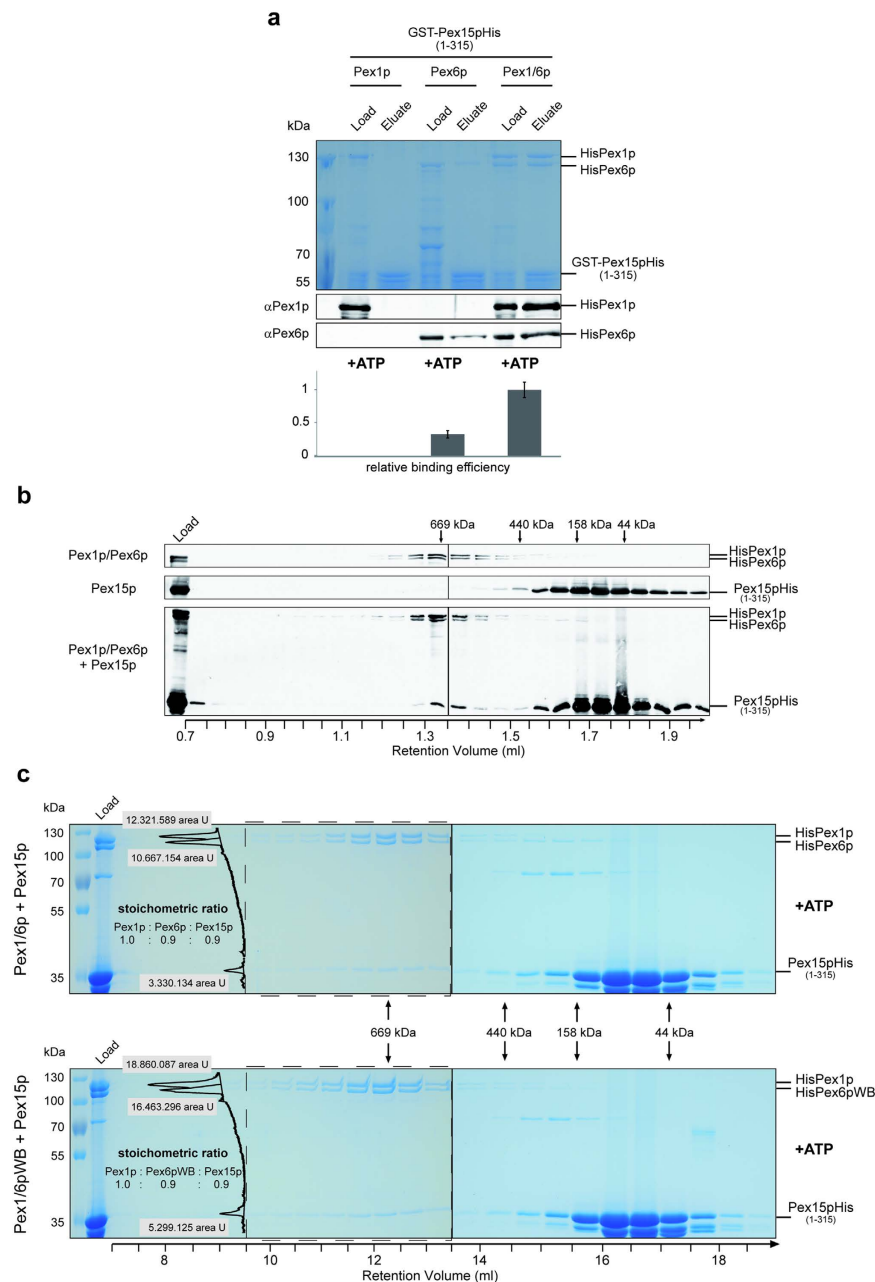 a
GST-Pex15pHis
(1-315)
Pex1p Pex6p Pex1/6p
Load Eluate Load Eluate Load Eluate
kDa
130
100
70
55
HisPex1p
HisPex6p
GST-Pex15pHis
(1-315)
αPex1p HisPex1p
αPex6p HisPex6p
+ATP +ATP +ATP
1
0.5
0
relative binding efficiency
b
Load
669 kDa 440 kDa 158 kDa 44 kDa
Pex1p/Pex6p
HisPex1p
HisPex6p
Pex15p
Pex15pHis
(1-315)
Pex1p/Pex6p
+ Pex15p
HisPex1p
HisPex6p
Pex15pHis
(1-315)
0.7 0.9 1.1 1.3 1.5 1.7 1.9
Retention Volume (ml)
c
kDa
Load
130
100
70
55
35
Pex1/6p + Pex15p
12.321.589 area U
10.667.154 area U
stoichometric ratio
Pex1p : Pex6p : Pex15p
1.0 : 0.9 : 0.9
3.330.134 area U
HisPex1p
HisPex6p
+ATP
Pex15pHis
(1-315)
669 kDa 440 kDa 158 kDa 44 kDa
kDa
Load
130
100
70
55
35
Pex1/6pWB + Pex15p
18.860.087 area U
16.463.296 area U
stoichometric ratio
Pex1p : Pex6pWB : Pex15p
1.0 : 0.9 : 0.9
5.299.125 area U
HisPex1p
HisPex6pWB
+ATP
Pex15pHis
(1-315)
8 10 12 14 16 18
Retention Volume (ml)